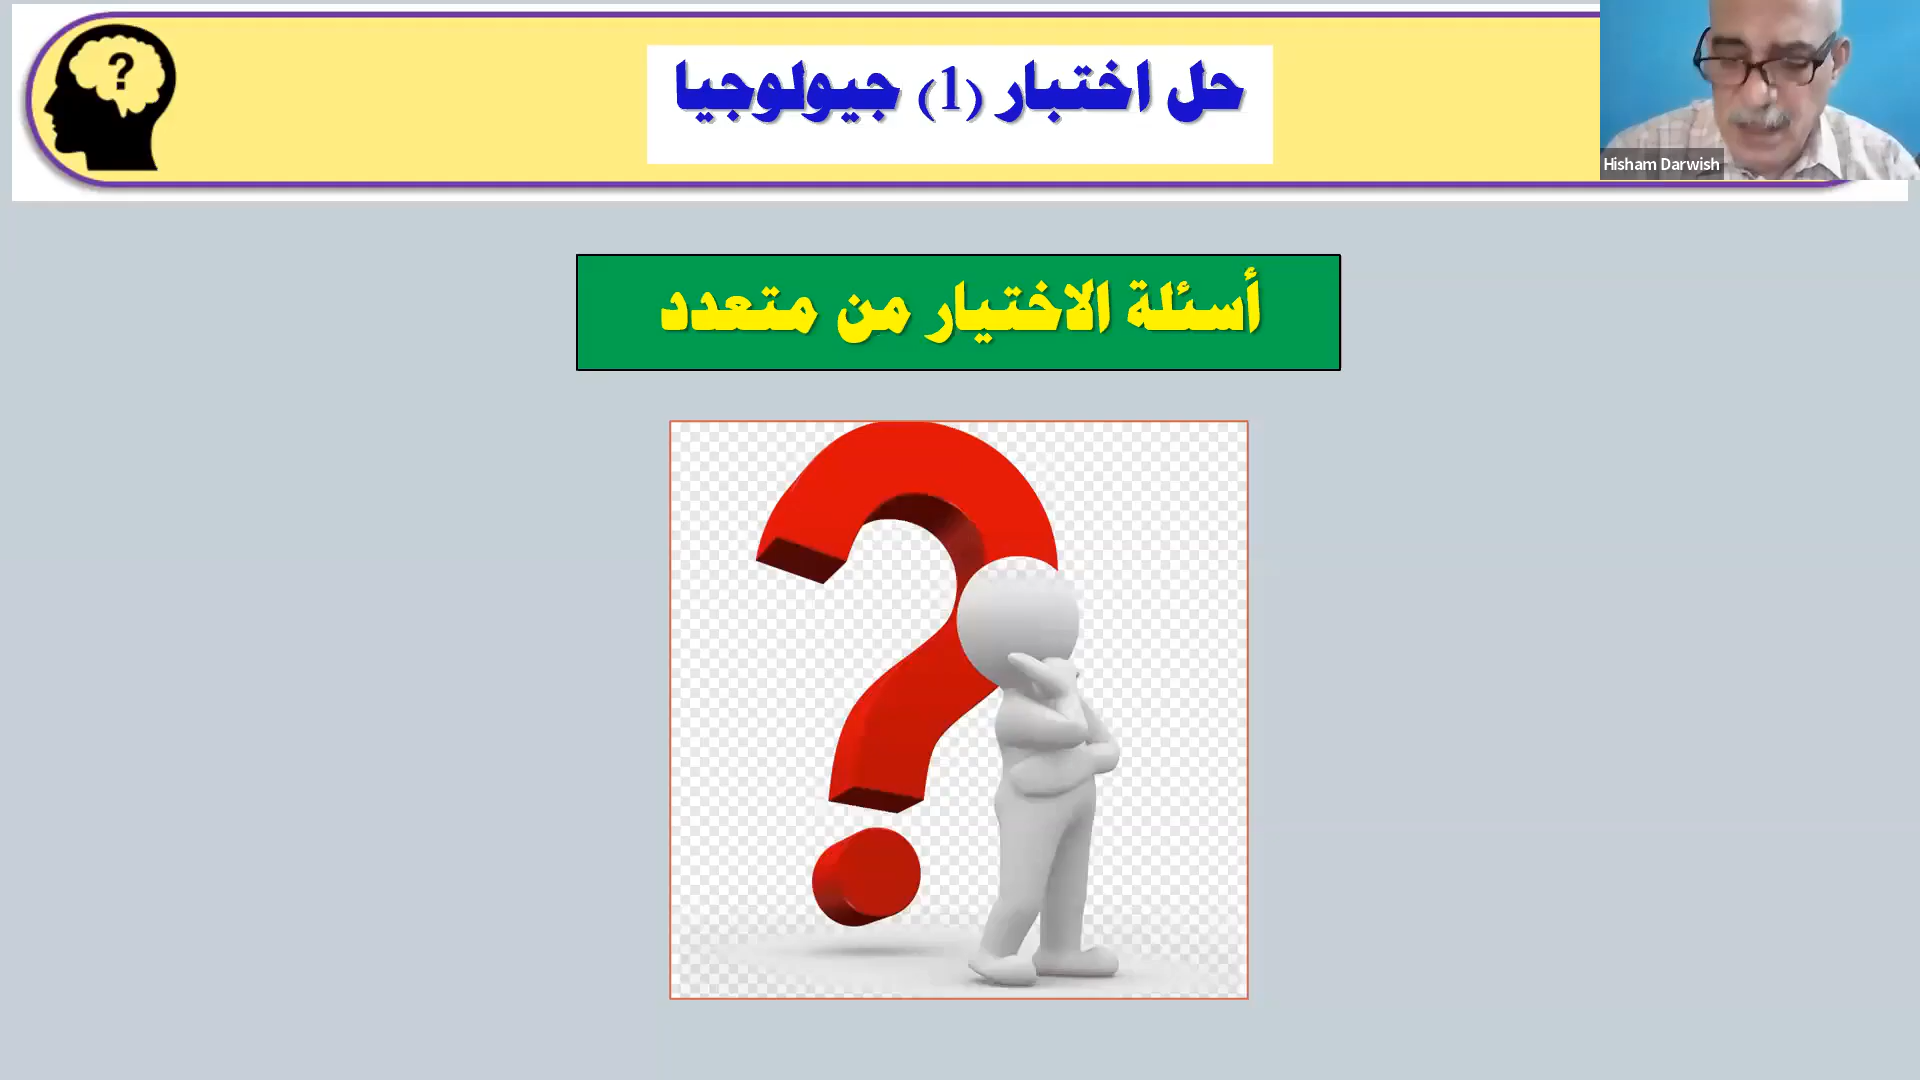 حل اختبار (1) جيولوجيا
Hisham Darwish
أسئلة الاختيار من متعدد